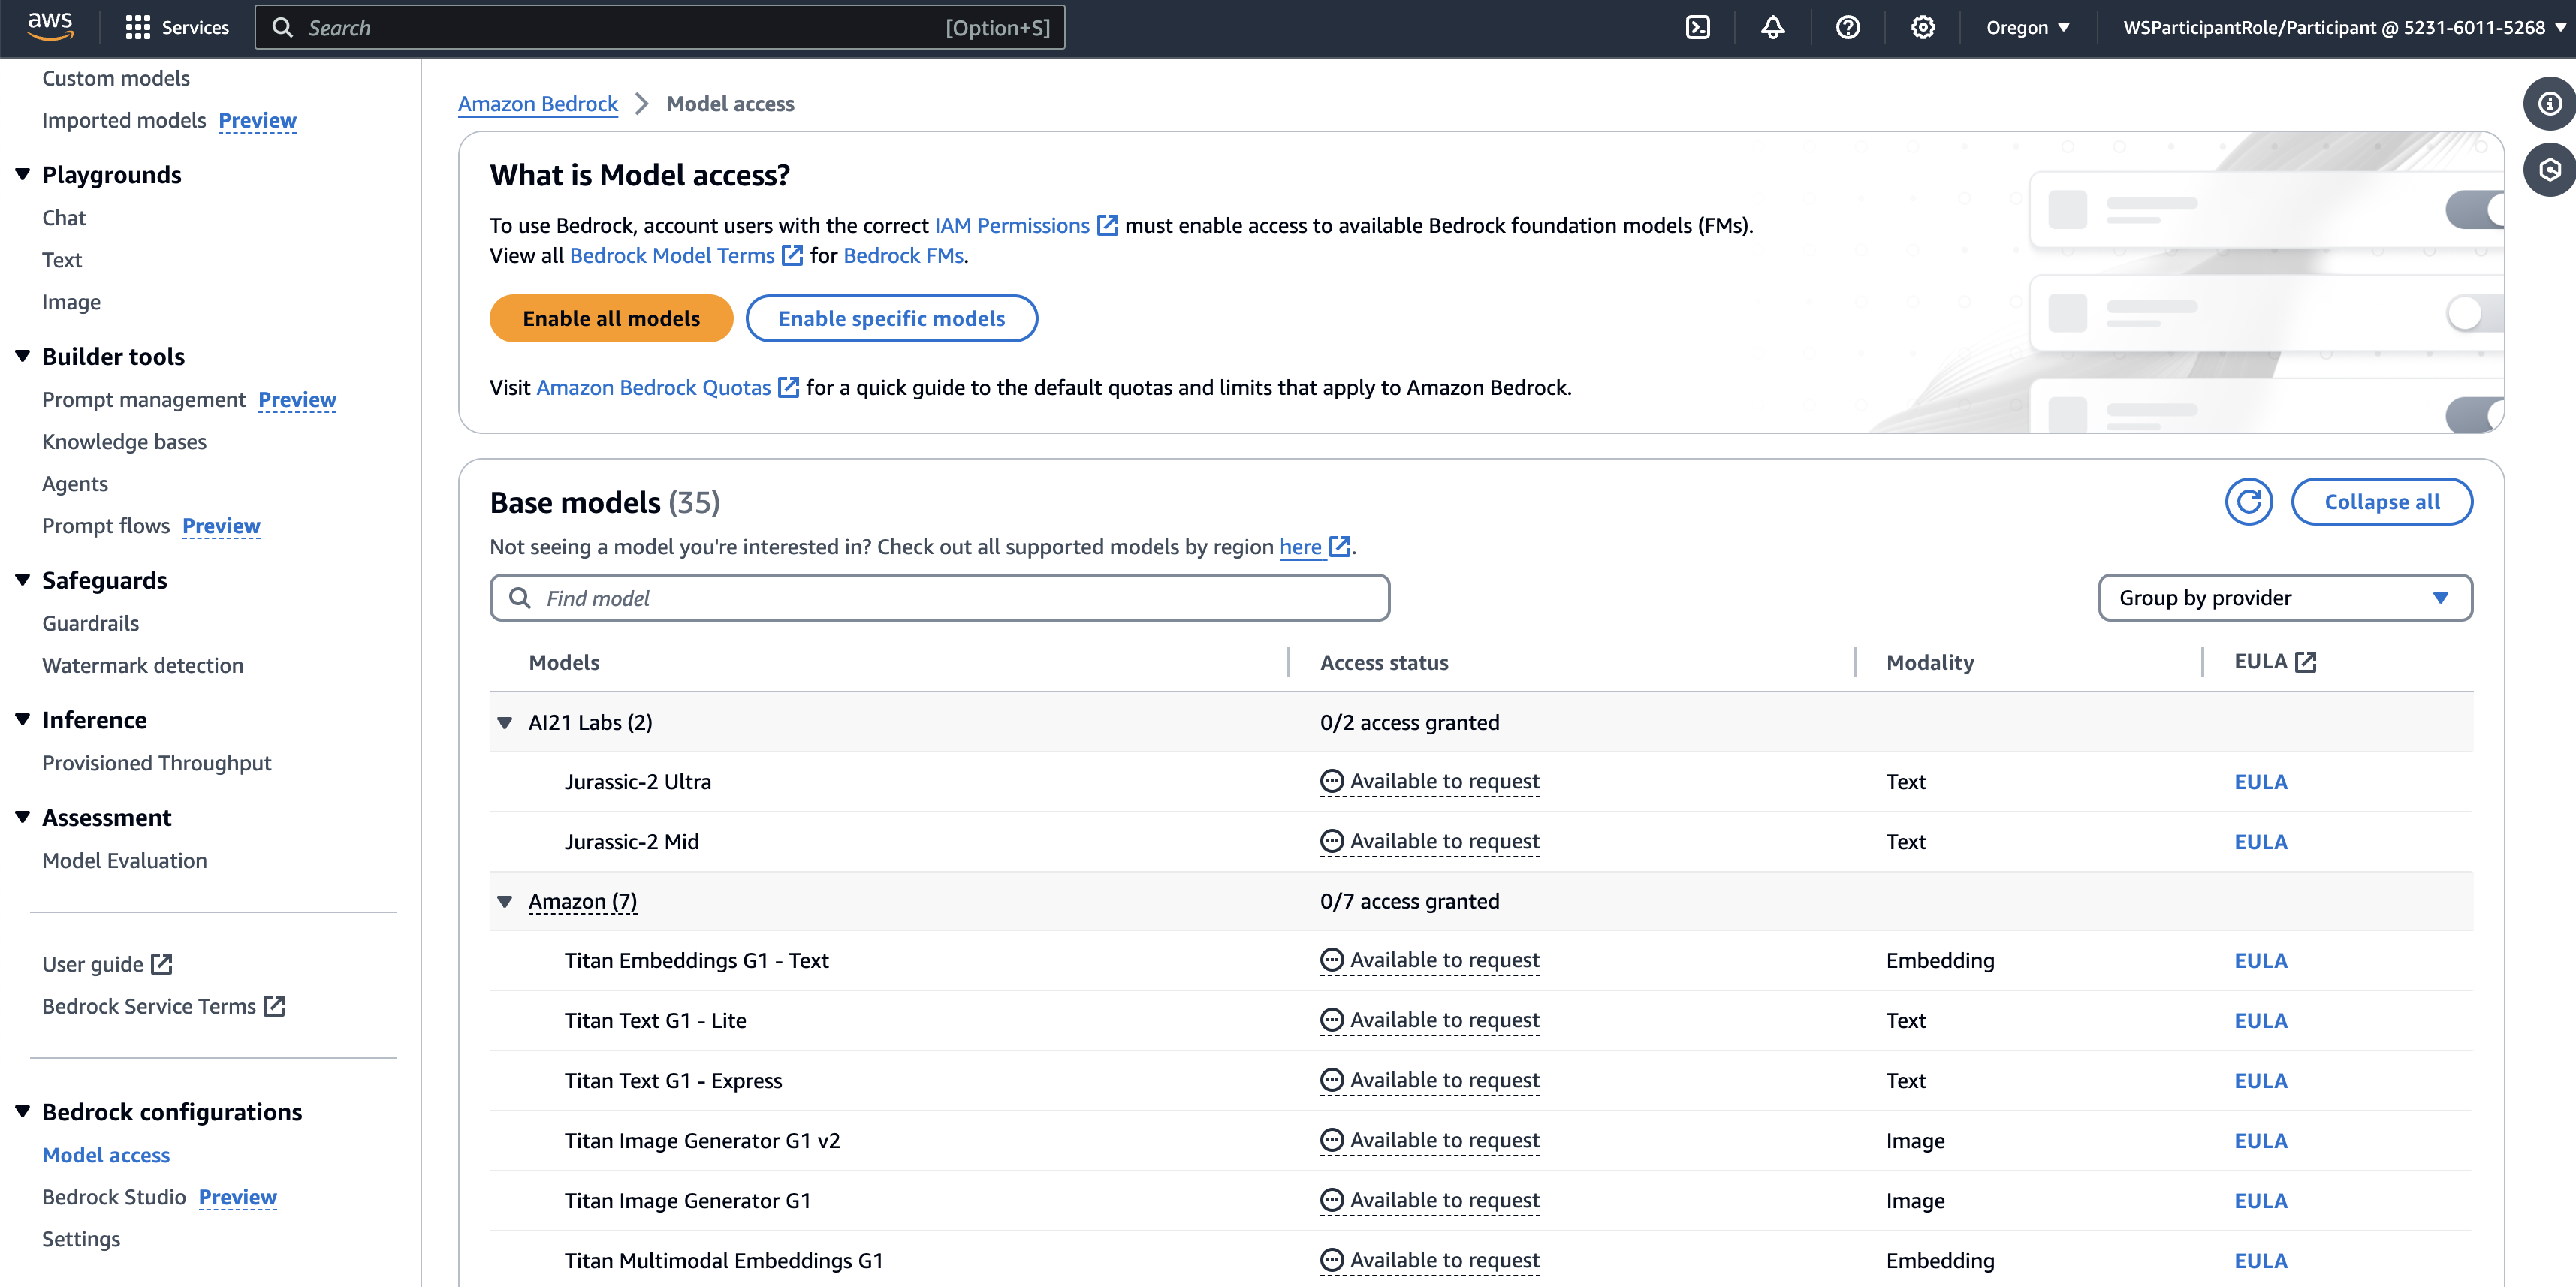 aws
Services
Search
[Option+S]
Oregon
WSParticipantRole/Participant @ 5231-6011-5268
Custom models
Imported models Preview
Playgrounds
Chat
Text
Image
Builder tools
Prompt management Preview
Knowledge bases
Agents
Prompt flows Preview
Safeguards
Guardrails
Watermark detection
Inference
Provisioned Throughput
Assessment
Model Evaluation
User guide
Bedrock Service Terms
Bedrock configurations
Model access
Bedrock Studio Preview
Settings
Amazon Bedrock
Model access
What is Model access?
To use Bedrock, account users with the correct IAM Permissions must enable access to available Bedrock foundation models (FMs).
View all Bedrock Model Terms for Bedrock FMs.
Enable all models
Enable specific models
Visit Amazon Bedrock Quotas for a quick guide to the default quotas and limits that apply to Amazon Bedrock.
Base models (35)
Collapse all
Not seeing a model you're interested in? Check out all supported models by region here.
Find model
Group by provider
Models Access status Modality EULA
AI21 Labs (2) 0/2 access granted
Jurassic-2 Ultra Available to request Text EULA
Jurassic-2 Mid Available to request Text EULA
Amazon (7) 0/7 access granted
Titan Embeddings G1 - Text Available to request Embedding EULA
Titan Text G1 - Lite Available to request Text EULA
Titan Text G1 - Express Available to request Text EULA
Titan Image Generator G1 v2 Available to request Image EULA
Titan Image Generator G1 Available to request Image EULA
Titan Multimodal Embeddings G1 Available to request Embedding EULA